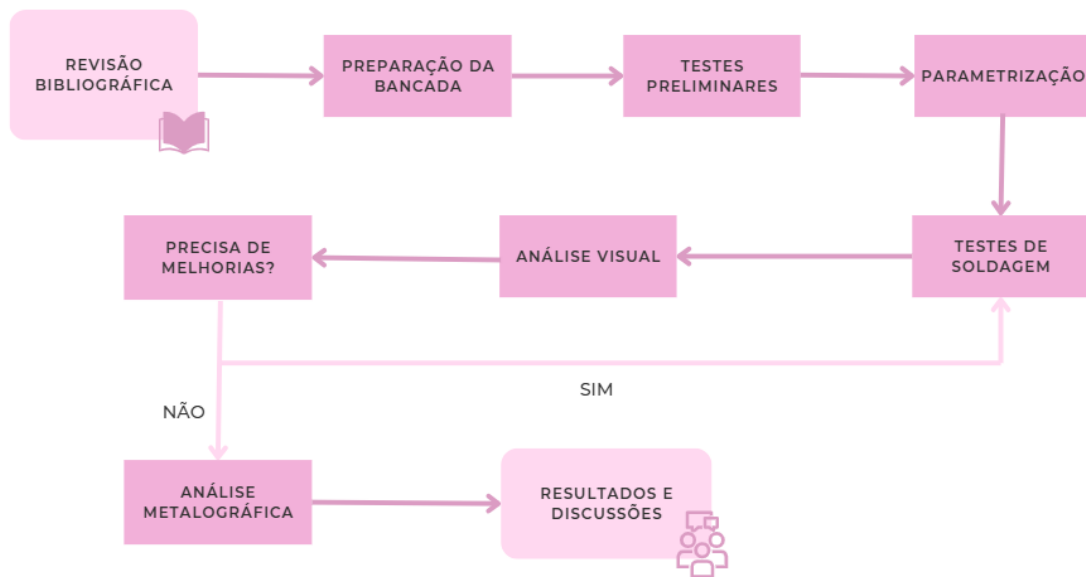 REVISÃO
BIBLIOGRÁFICA
PREPARAÇÃO DA
BANCADA
TESTES
PRELIMINARES
PARAMETRIZAÇÃO
TESTES DE
SOLDAGEM
ANÁLISE VISUAL
PRECISA DE
MELHORIAS?
SIM
NÃO
ANÁLISE
METALOGRÁFICA
RESULTADOS E
DISCUSSÕES